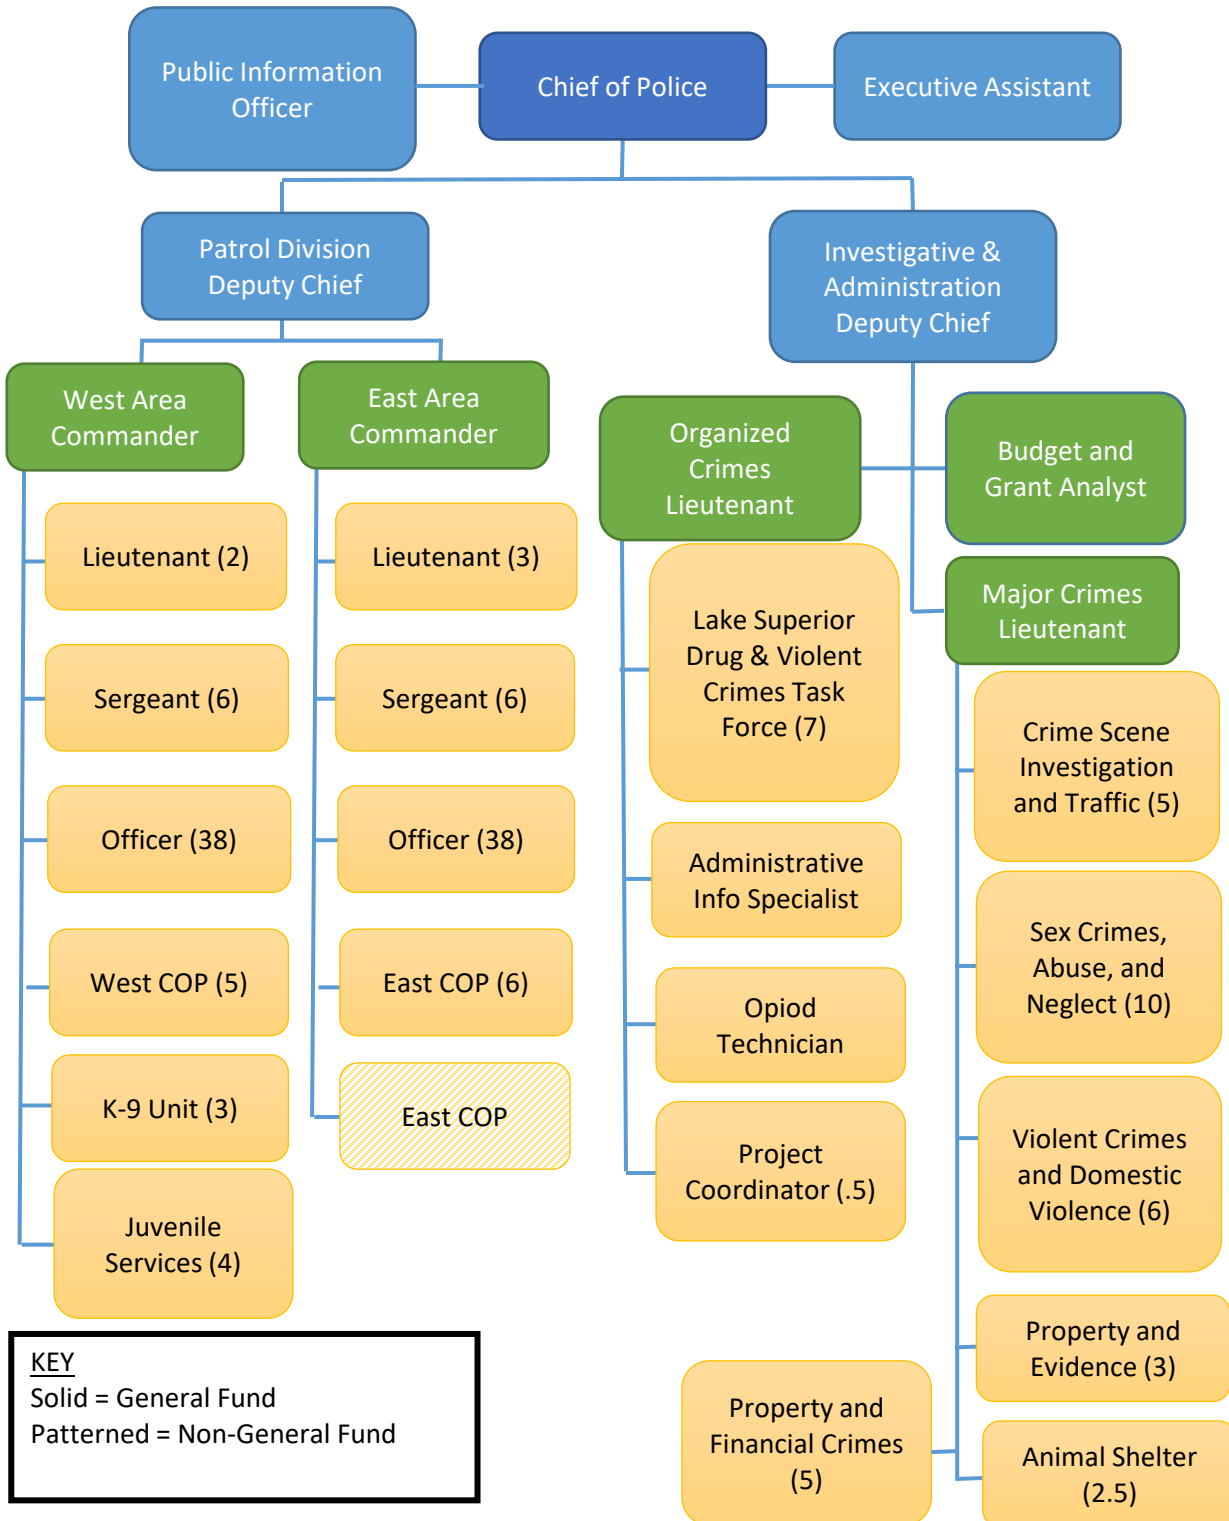 Public Information
Officer
Chief of Police
Executive Assistant
Patrol Division
Deputy Chief
Investigative &
Administration
Deputy Chief
West Area
Commander
East Area
Commander
Organized
Crimes
Lieutenant
Budget and
Grant Analyst
Lieutenant (2)
Sergeant (6)
Officer (38)
West COP (5)
K-9 Unit (3)
Juvenile
Services (4)
Lieutenant (3)
Sergeant (6)
Officer (38)
East COP (6)
East COP
Lake Superior
Drug & Violent
Crimes Task
Force (7)
Administrative
Info Specialist
Opiod
Technician
Project
Coordinator (.5)
Major Crimes
Lieutenant
Crime Scene
Investigation
and Traffic (5)
Sex Crimes,
Abuse, and
Neglect (10)
Violent Crimes
and Domestic
Violence (6)
Property and
Evidence (3)
Property and
Financial Crimes
(5)
Animal Shelter
(2.5)
KEY
Solid = General Fund
Patterned = Non-General Fund